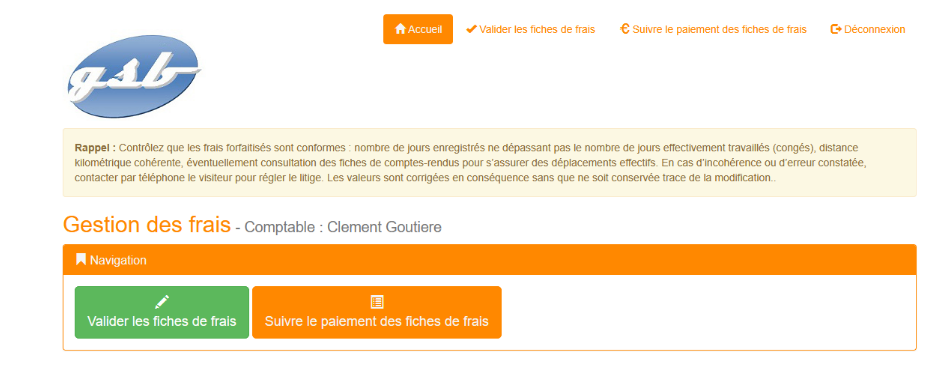 Accueil Valider les fiches de frais Suivre le paiement des fiches de frais Déconnexion
gsb
Rappel : Contrôlez que les frais forfaitisés sont conformes : nombre de jours enregistrés ne dépassant pas le nombre de jours effectivement travaillés (congés), distance
kilométrique cohérente, éventuellement consultation des fiches de comptes-rendus pour s'assurer des déplacements effectifs. En cas d'incohérence ou d'erreur constatée,
contacter par téléphone le visiteur pour régler le litige. Les valeurs sont corrigées en conséquence sans que ne soit conservée trace de la modification..
Gestion des frais - Comptable : Clement Goutiere
Navigation
Valider les fiches de frais Suivre le paiement des fiches de frais